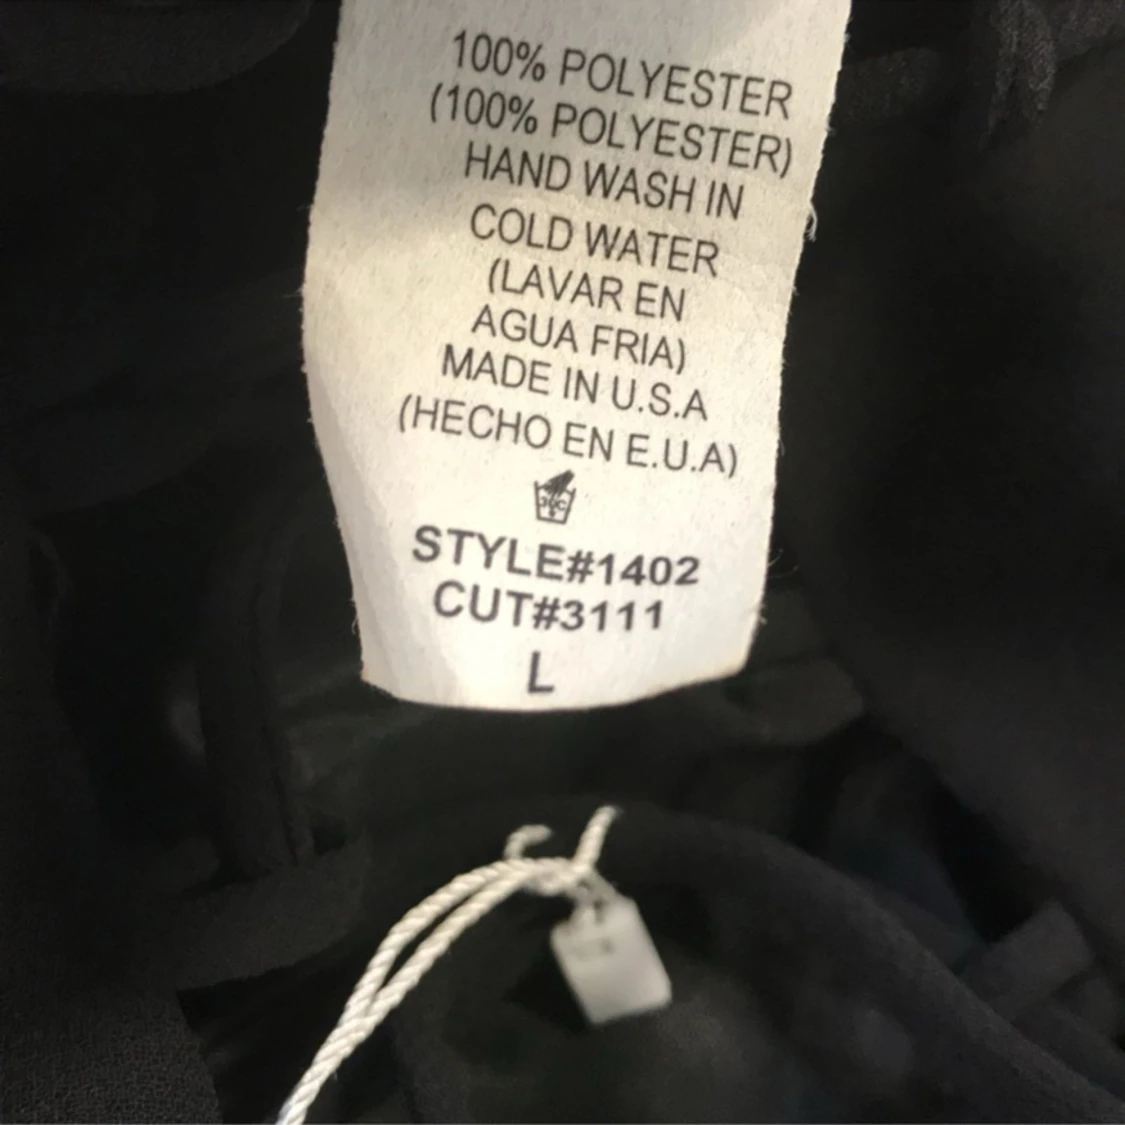 100% POLYESTER
(100% POLYESTER)
HAND WASH IN
COLD WATER
(LAVAR EN
AGUA FRIA)
MADE IN U.S.A
(HECHO EN E.U.A)
30C
STYLE#1402
CUT#3111
L